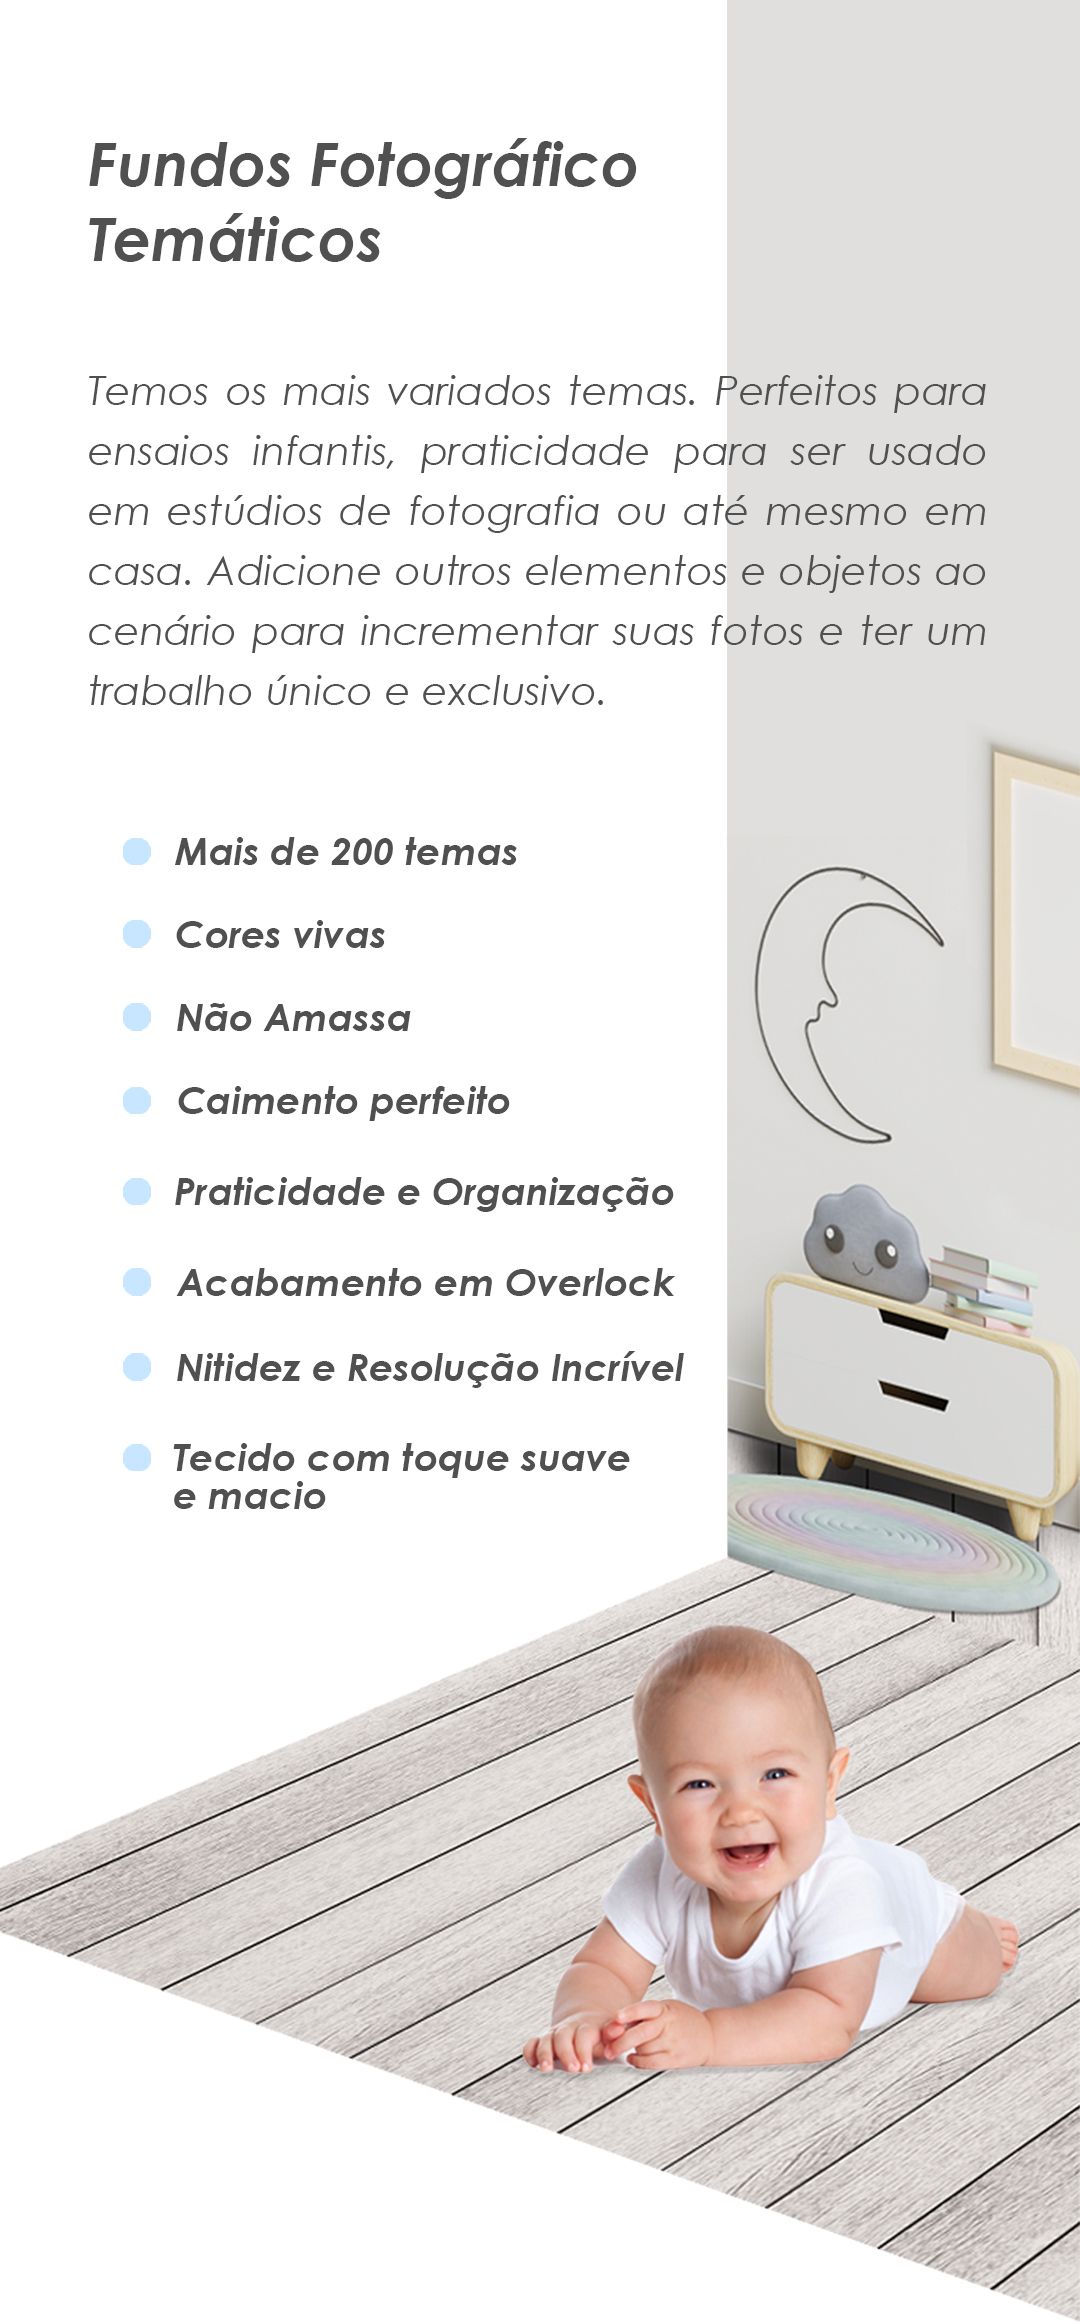 Fundos Fotográfico
Temáticos
Temos os mais variados temas. Perfeitos para
ensaios infantis, praticidade para ser usado
em estúdios de fotografia ou até mesmo em
casa. Adicione outros elementos e objetos ao
cenário para incrementar suas fotos e ter um
trabalho único e exclusivo.
Mais de 200 temas
Cores vivas
Não Amassa
Caimento perfeito
Praticidade e Organização
Acabamento em Overlock
Nitidez e Resolução Incrível
Tecido com toque suave
e macio